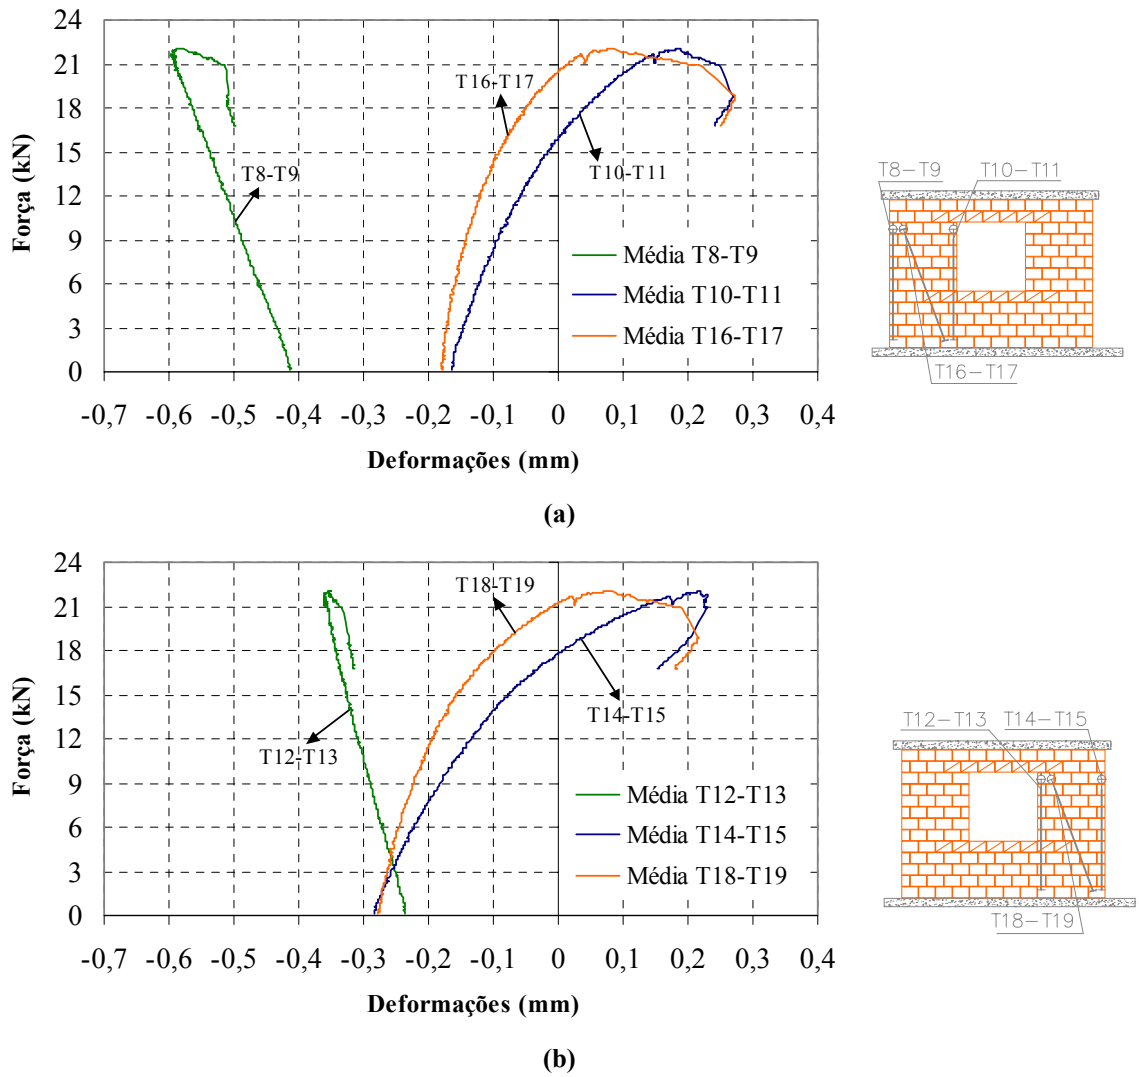 24
21
18
15
12
9
6
3
0
Força (kN)
T16-T17
T8-T9
T10-T11
Média T8-T9
Média T10-T11
Média T16-T17
-0,7 -0,6 -0,5 -0,4 -0,3 -0,2 -0,1 0 0,1 0,2 0,3 0,4
Deformações (mm)
T8–T9 T10–T11
T16–T17
(a)
24
21
18
15
12
9
6
3
0
Força (kN)
T18-T19
T14-T15
T12-T13
Média T12-T13
Média T14-T15
Média T18-T19
-0,7 -0,6 -0,5 -0,4 -0,3 -0,2 -0,1 0 0,1 0,2 0,3 0,4
Deformações (mm)
T12–T13 T14–T15
T18–T19
(b)